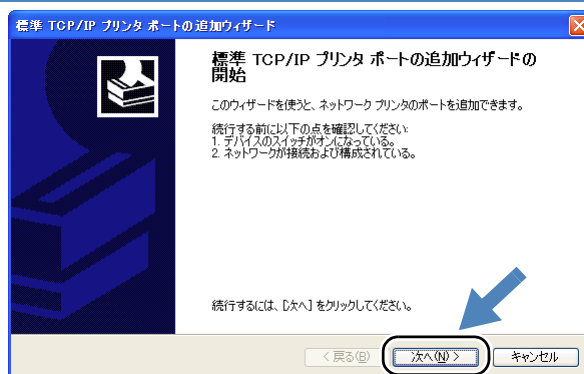 標準 TCP/IP プリンタ ポートの追加ウィザード
標準 TCP/IP プリンタ ポートの追加ウィザードの
開始
このウィザードを使うと、ネットワーク プリンタのポートを追加できます。
続行する前に以下の点を確認してください:
1. デバイスのスイッチがオンになっている。
2. ネットワークが接続および構成されている。
続行するには、[次へ] をクリックしてください。
< 戻る(B) 次へ(N) > キャンセル